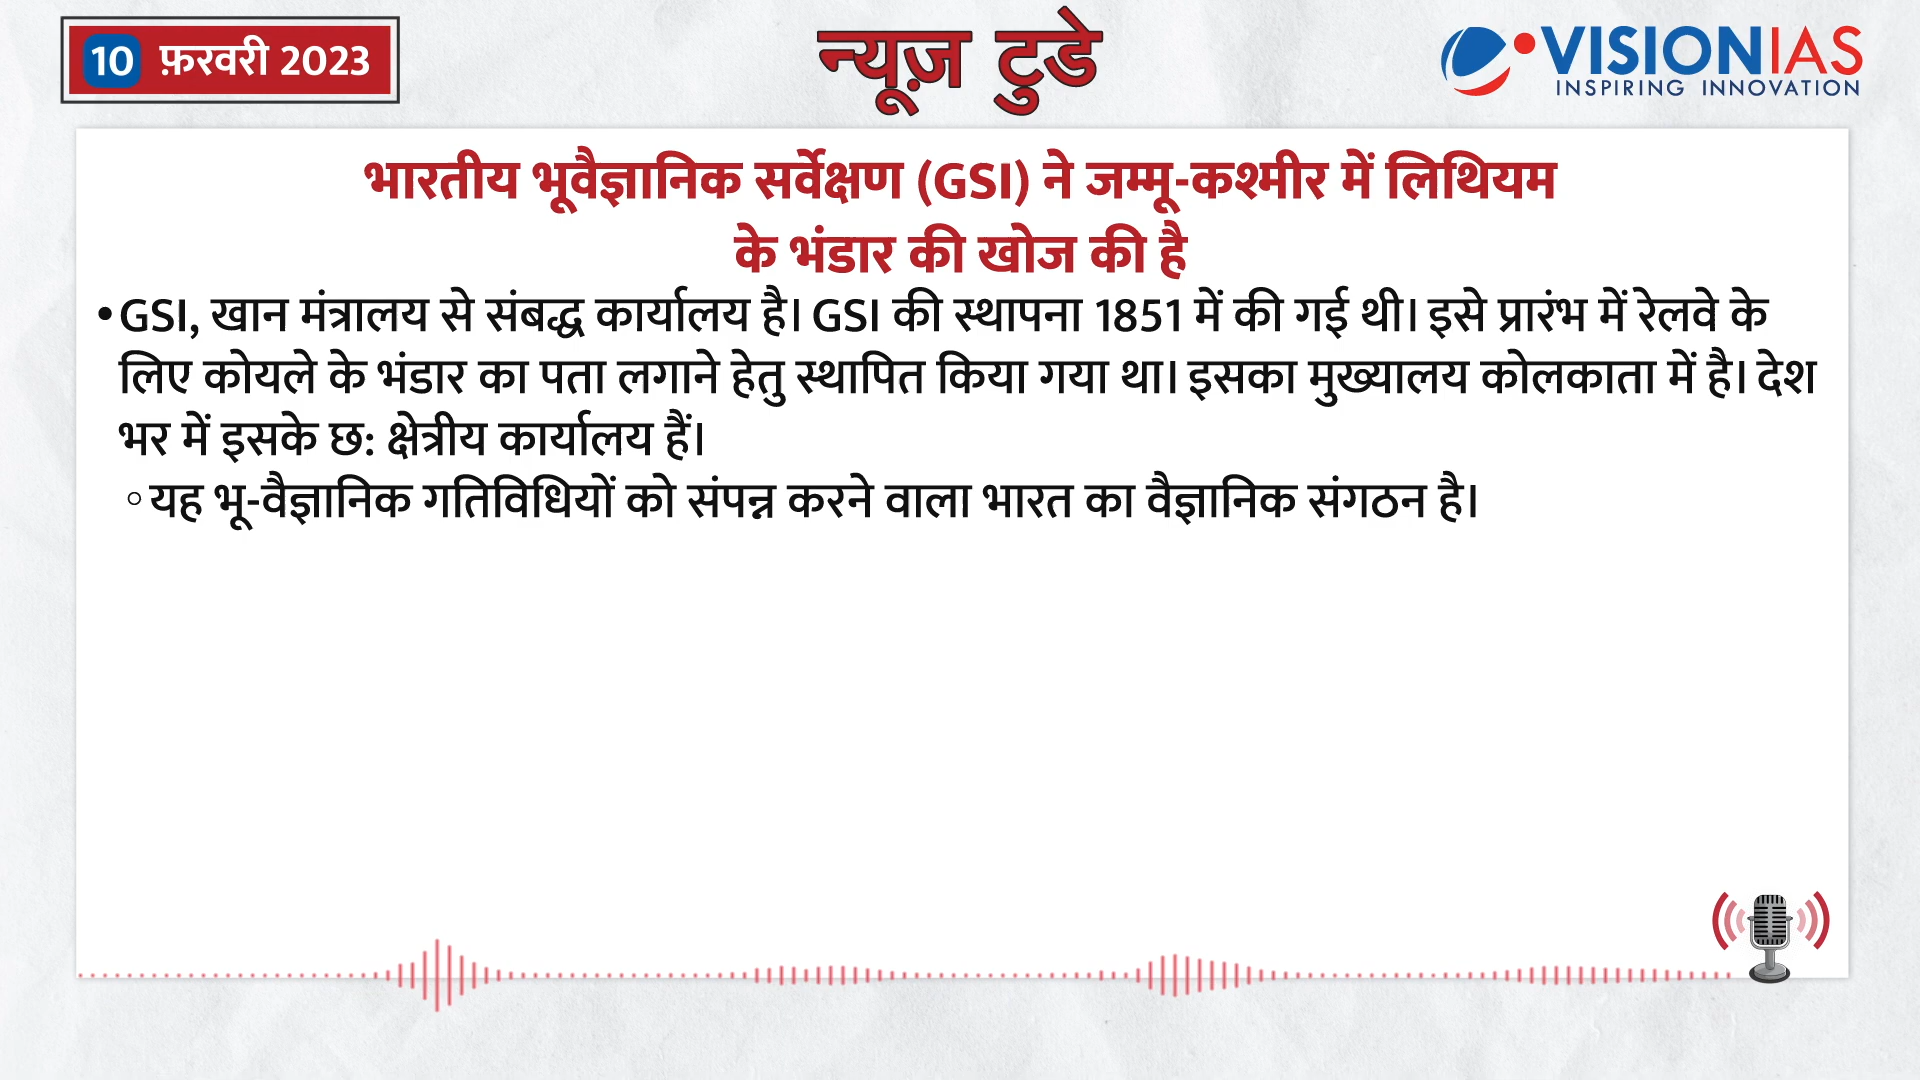 10 फ़रवरी 2023
न्यूज़ टुडे
VISIONIAS
INSPIRING INNOVATION
भारतीय भूवैज्ञानिक सर्वेक्षण (GSI) ने जम्मू-कश्मीर में लिथियम
के भंडार की खोज की है
•GSI, खान मंत्रालय से संबद्ध कार्यालय है। GSI की स्थापना 1851 में की गई थी। इसे प्रारंभ में रेलवे के
लिए कोयले के भंडार का पता लगाने हेतु स्थापित किया गया था। इसका मुख्यालय कोलकाता में है। देश
भर में इसके छ: क्षेत्रीय कार्यालय हैं।
○यह भू-वैज्ञानिक गतिविधियों को संपन्न करने वाला भारत का वैज्ञानिक संगठन है।